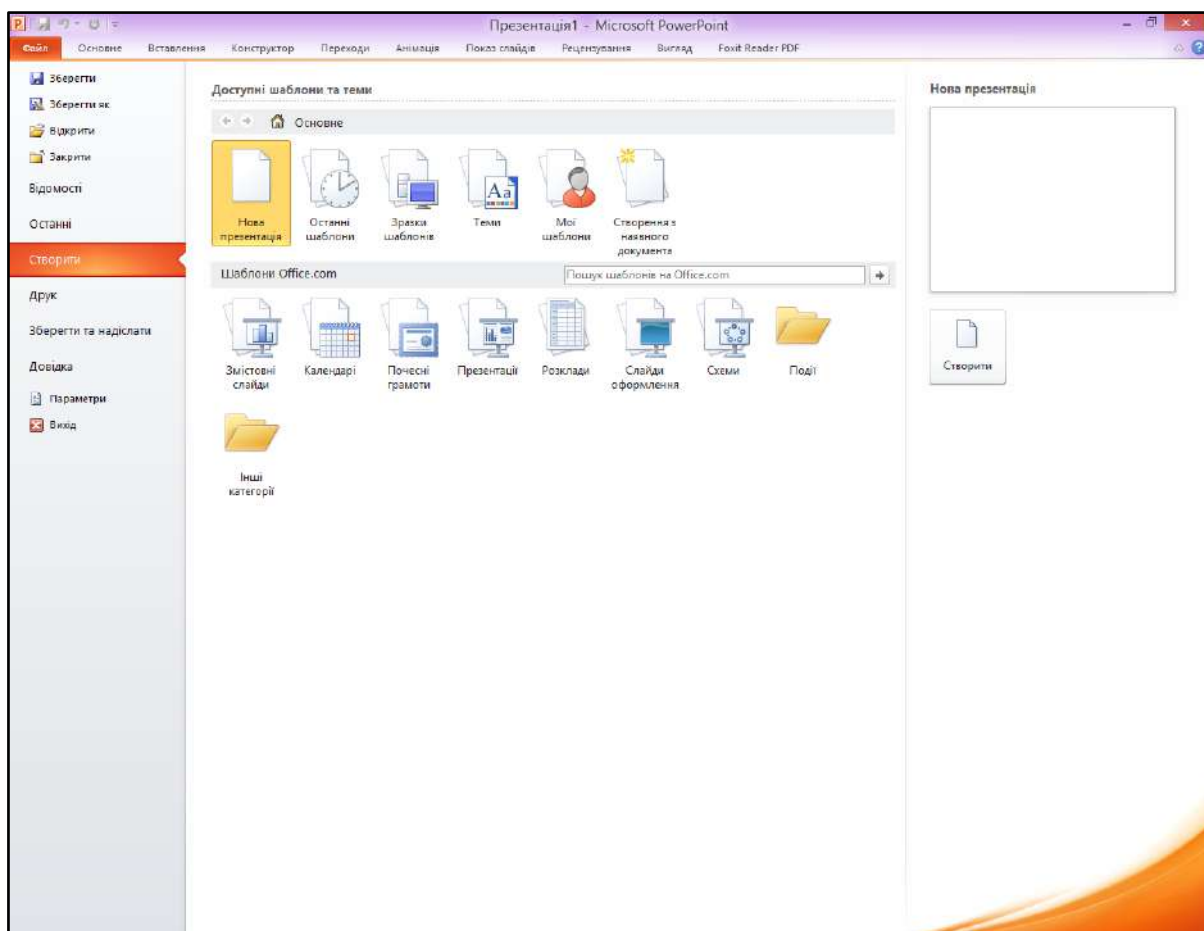 Презентація1 - Microsoft PowerPoint
Файл Основне Вставлення Конструктор Переходи Анімація Показ слайдів Рецензування Вигляд Foxit Reader PDF
Зберегти
Зберегти як
Відкрити
Закрити
Відомості
Останні
Створити
Друк
Зберегти та надіслати
Довідка
Параметри
Вихід
Доступні шаблони та теми
Основне
Нова
презентація
Останні
шаблони
Зразки
шаблонів
Теми
Мої
шаблони
Створення з
наявного
документа
Шаблони Office.com
Пошук шаблонів на Office.com
Змістовні
слайди
Календарі
Почесні
грамоти
Презентації
Розклади
Слайди
оформлення
Схеми
Події
Інші
категорії
Нова презентація
Створити